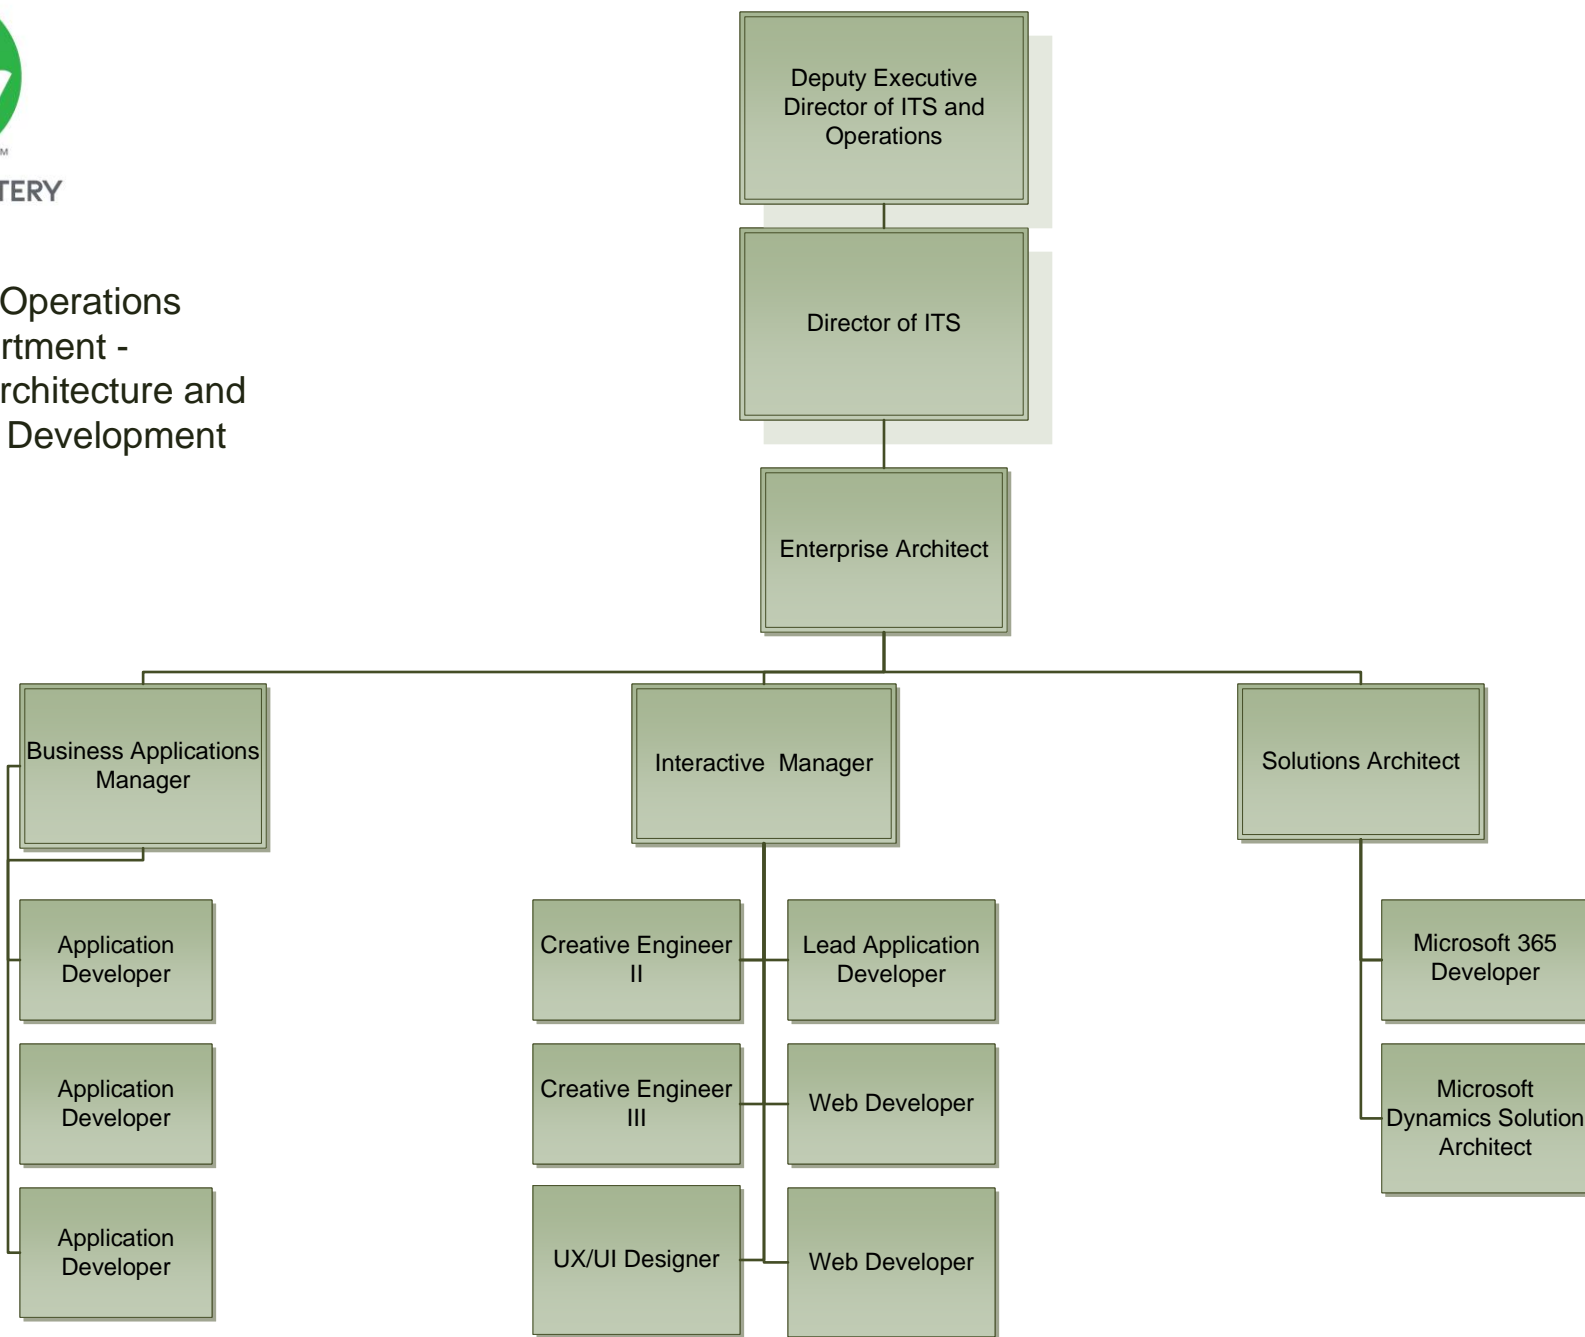 Deputy Executive
Director of ITS and
Operations
TERY
Operations
rtment -
rchitecture and
Development
Director of ITS
Enterprise Architect
Business Applications
Manager
Interactive Manager
Solutions Architect
Application
Developer
Creative Engineer
II
Lead Application
Developer
Microsoft 365
Developer
Application
Developer
Creative Engineer
III
Web Developer
Microsoft
Dynamics Solution
Architect
Application
Developer
UX/UI Designer
Web Developer